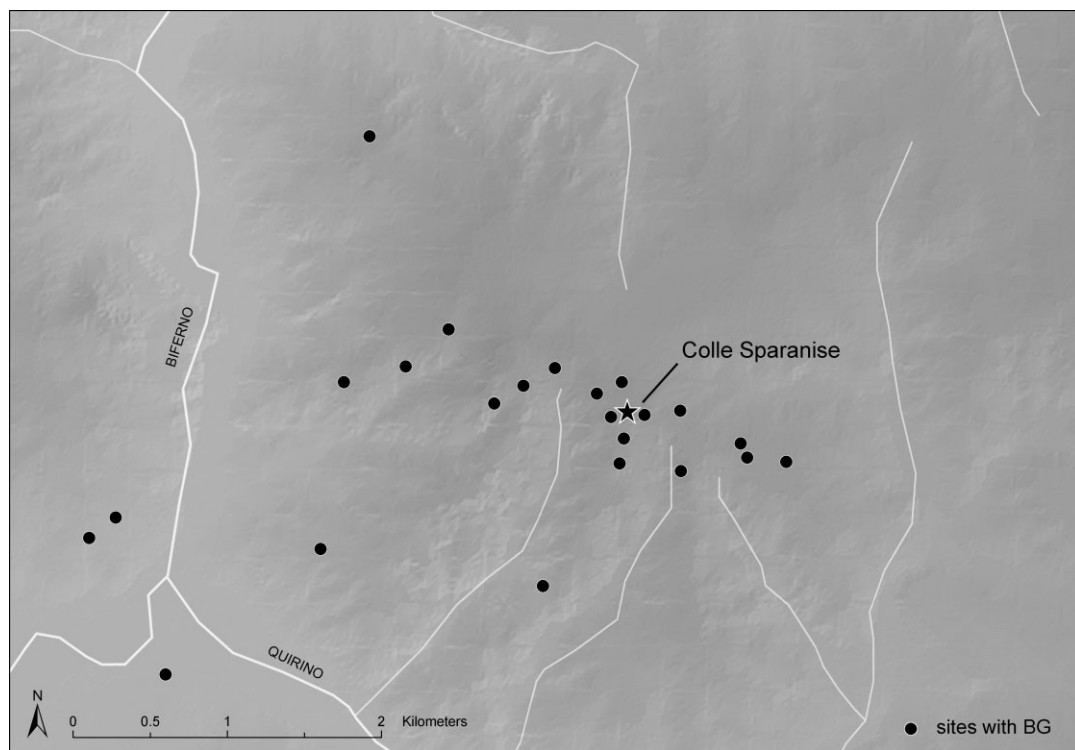 Colle Sparanise
BIFERNO
QUIRINO
N
0 0.5 1 2 Kilometers
sites with BG